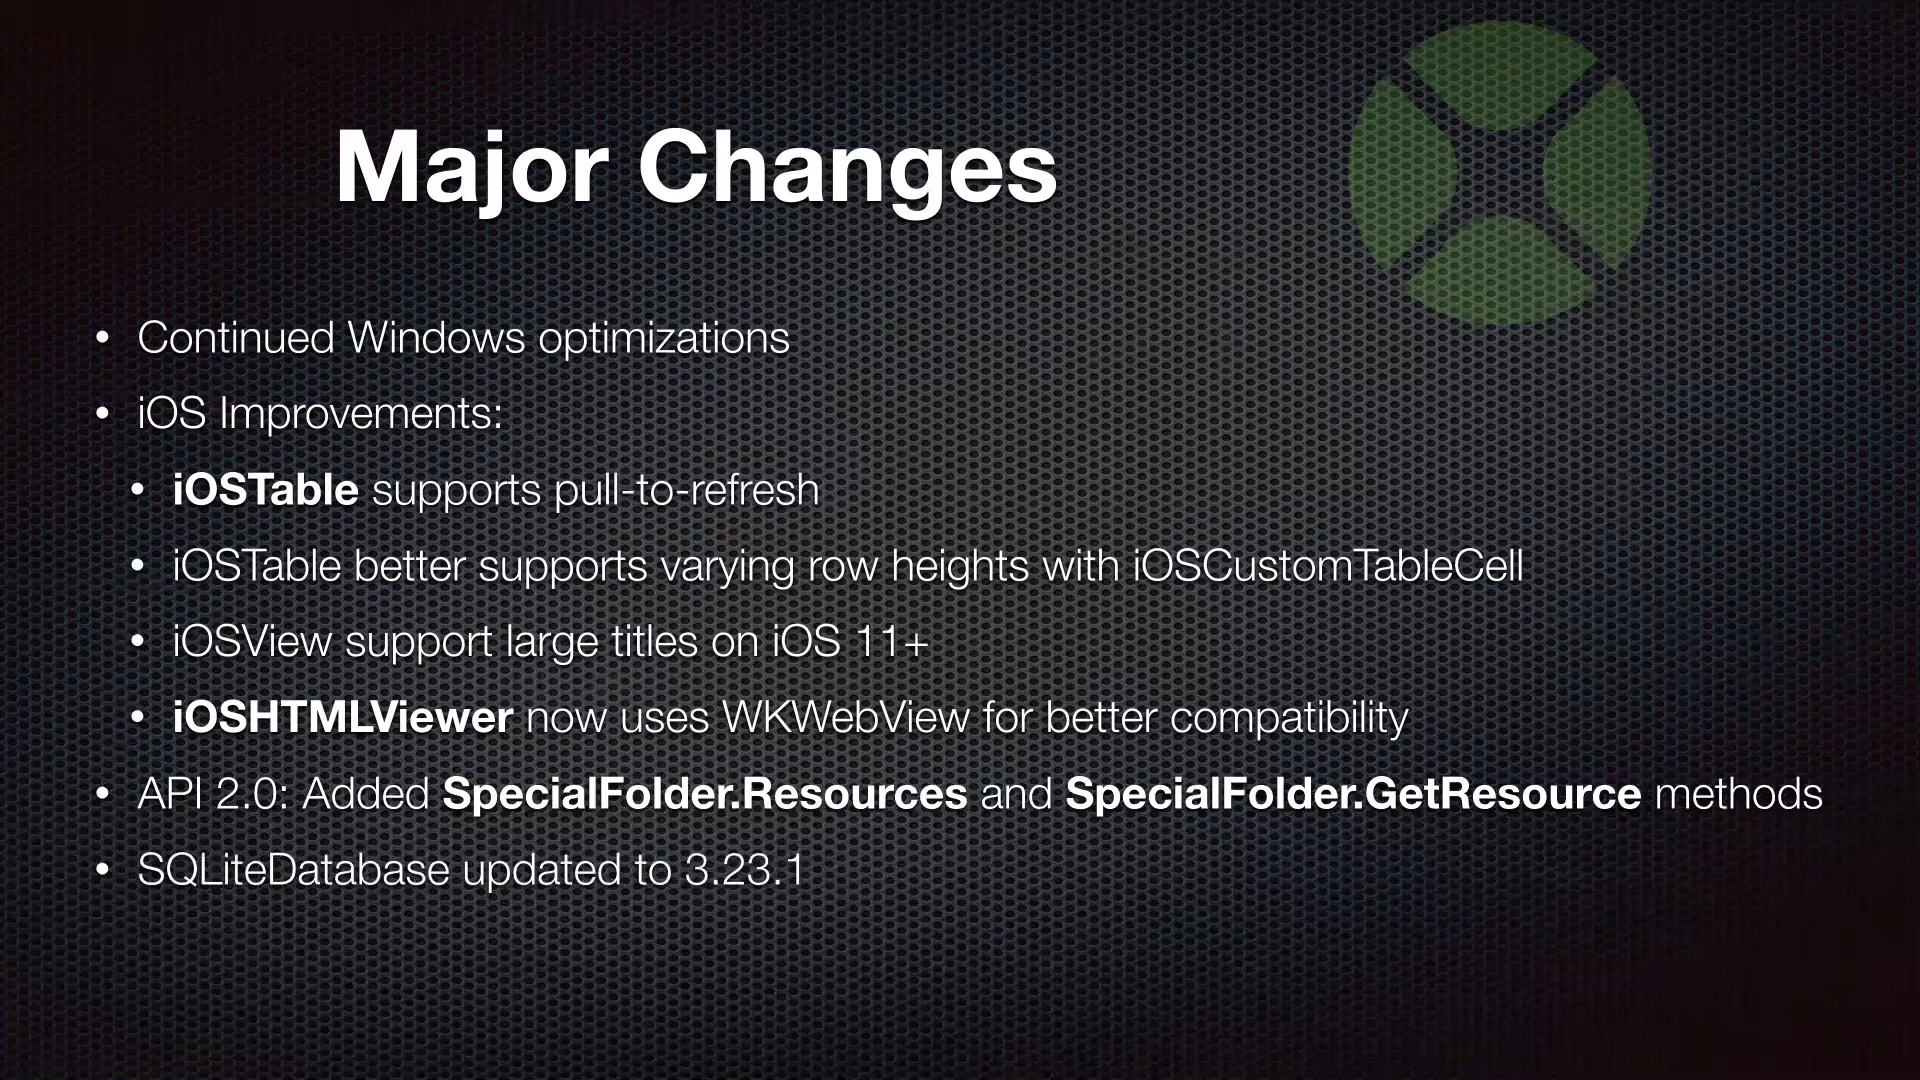 Major Changes
• Continued Windows optimizations
• iOS Improvements:
• iOSTable supports pull-to-refresh
• iOSTable better supports varying row heights with iOSCustomTableCell
• iOSView support large titles on iOS 11+
• iOSHTMLViewer now uses WKWebView for better compatibility
• API 2.0: Added SpecialFolder.Resources and SpecialFolder.GetResource methods
• SQLiteDatabase updated to 3.23.1